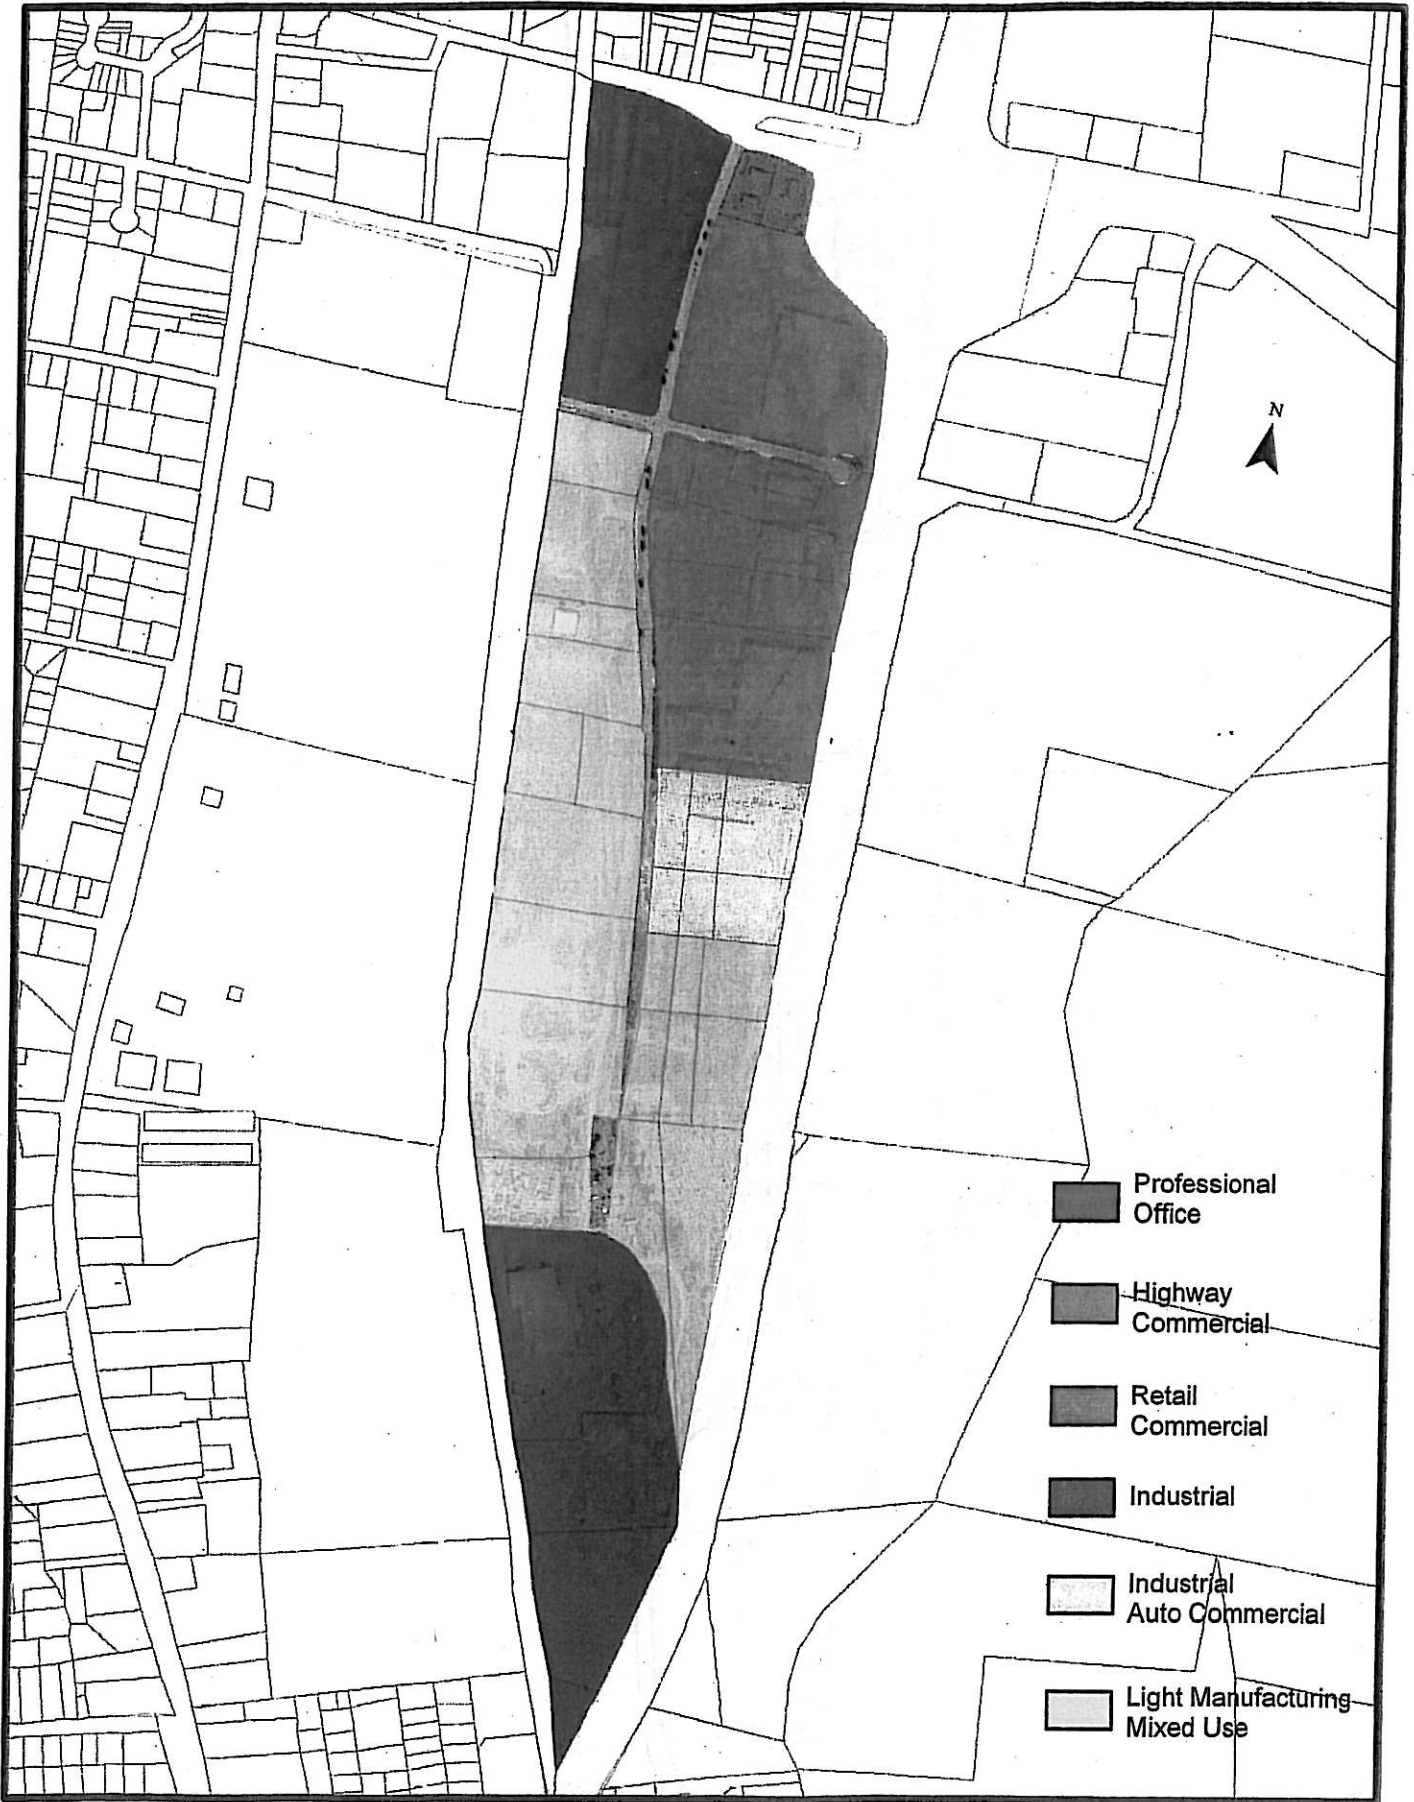 N
Professional
Office
Highway
Commercial
Retail
Commercial
Industrial
Industrial
Auto Commercial
Light Manufacturing
Mixed Use